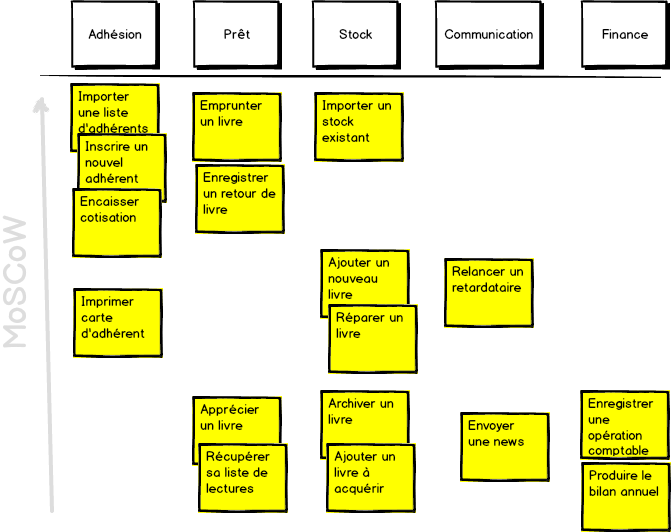 Adhésion
Prêt
Stock
Communication
Finance
MoSCoW
Importer
une liste
d'adhérents
Inscrire un
nouvel
adhérent
Encaisser
cotisation
Emprunter
un livre
Enregistrer
un retour de
livre
Importer un
stock
existant
Imprimer
carte
d'adhérent
Ajouter un
nouveau
livre
Réparer un
livre
Relancer un
retardataire
Apprécier
un livre
Récupérer
sa liste de
lectures
Archiver un
livre
Ajouter un
livre à
acquérir
Envoyer
une news
Enregistrer
une
opération
comptable
Produire le
bilan annuel